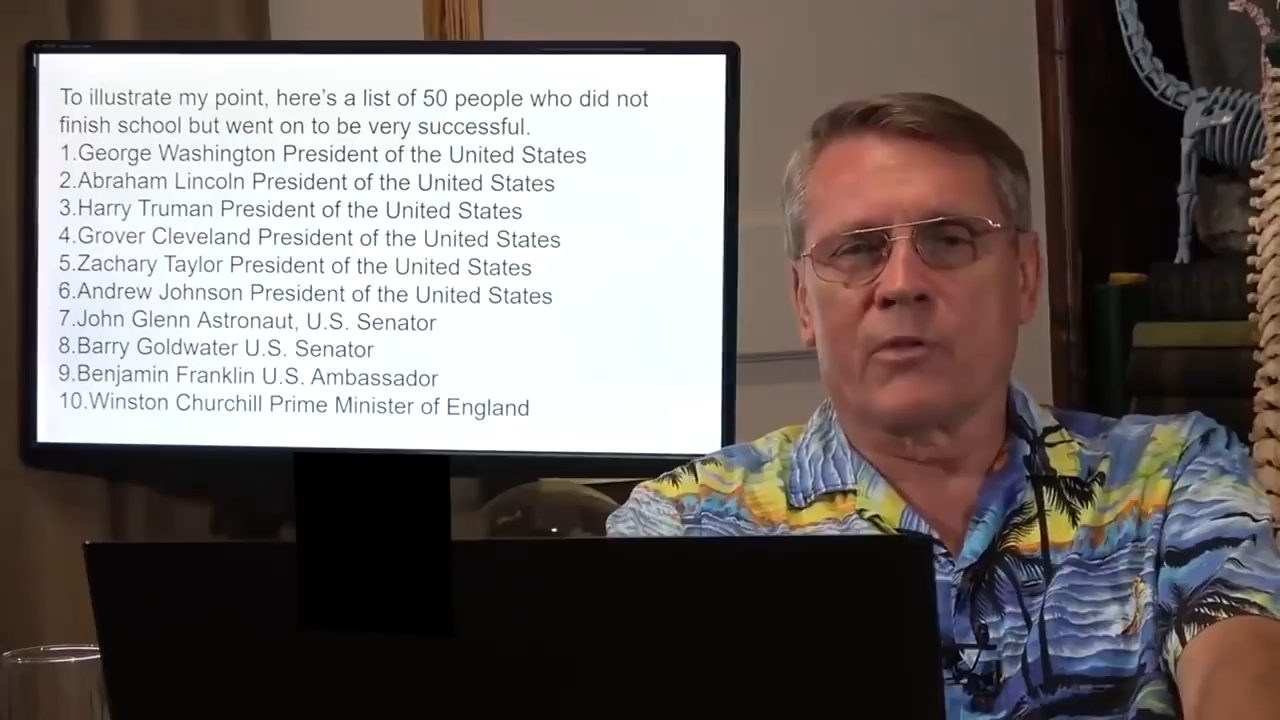 To illustrate my point, here's a list of 50 people who did not
finish school but went on to be very successful.
1.George Washington President of the United States
2.Abraham Lincoln President of the United States
3.Harry Truman President of the United States
4.Grover Cleveland President of the United States
5.Zachary Taylor President of the United States
6.Andrew Johnson President of the United States
7.John Glenn Astronaut, U.S. Senator
8.Barry Goldwater U.S. Senator
9.Benjamin Franklin U.S. Ambassador
10.Winston Churchill Prime Minister of England